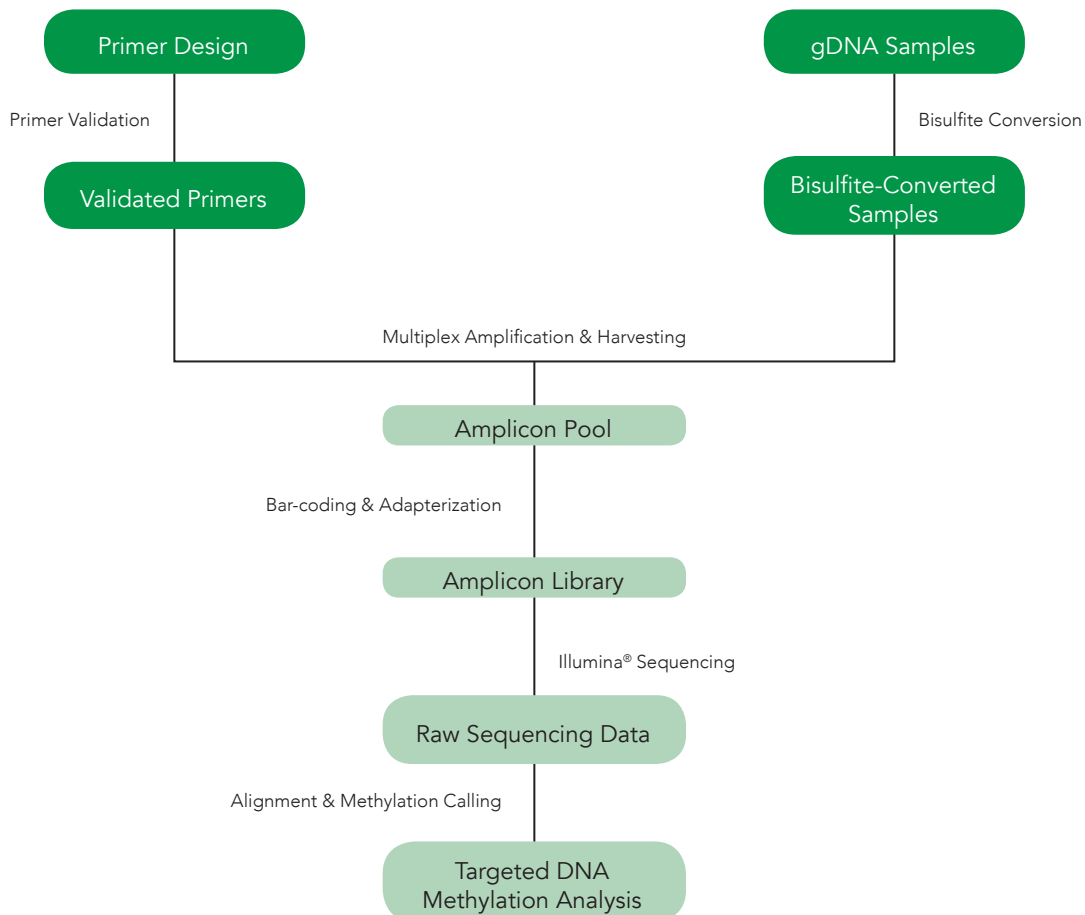 Primer Design
gDNA Samples
Primer Validation
Bisulfite Conversion
Validated Primers
Bisulfite-Converted
Samples
Multiplex Amplification & Harvesting
Amplicon Pool
Bar-coding & Adapterization
Amplicon Library
Illumina® Sequencing
Raw Sequencing Data
Alignment & Methylation Calling
Targeted DNA
Methylation Analysis